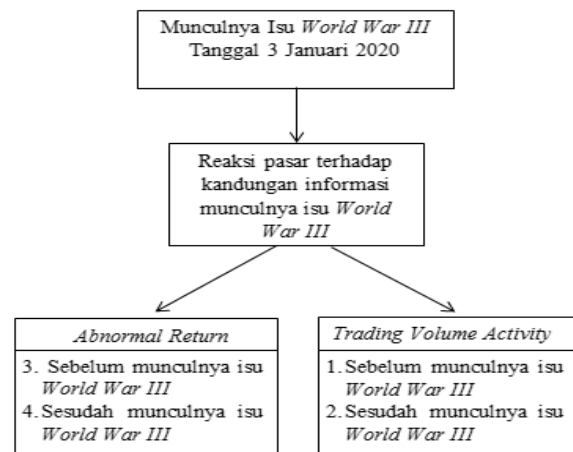 Munculnya Isu World War III
Tanggal 3 Januari 2020
Reaksi pasar terhadap
kandungan informasi
munculnya isu World
War III
Abnormal Return
3. Sebelum munculnya isu
World War III
4. Sesudah munculnya isu
World War III
Trading Volume Activity
1. Sebelum munculnya isu
World War III
2. Sesudah munculnya isu
World War III